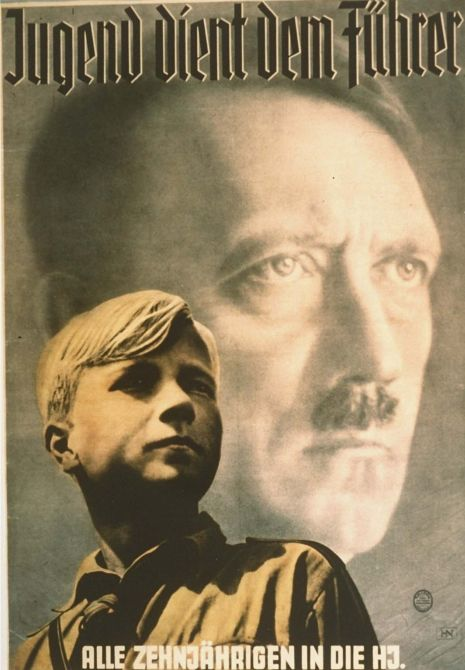 Jugend dient dem Führer
ALLE ZEHNJÄHRIGEN IN DIE HJ.